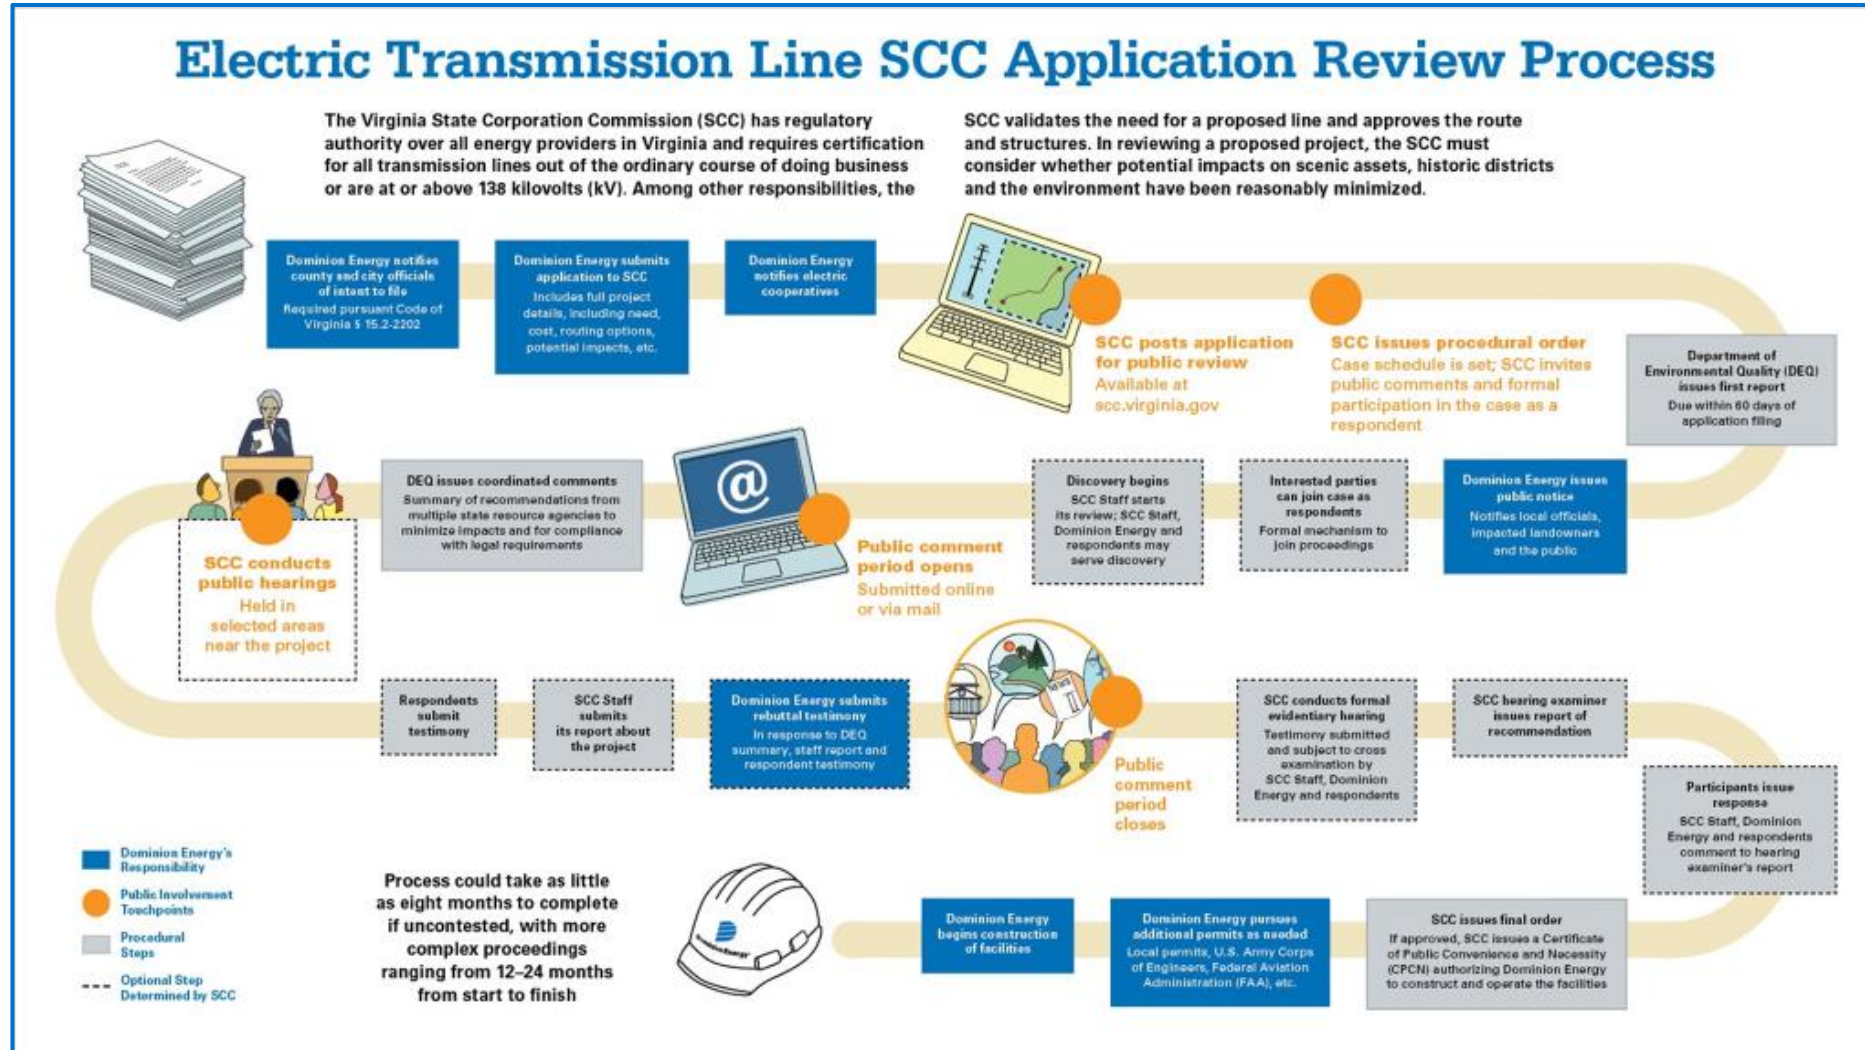 Electric Transmission Line SCC Application Review Process
The Virginia State Corporation Commission (SCC) has regulatory
authority over all energy providers in Virginia and requires certification
for all transmission lines out of the ordinary course of doing business
or are at or above 138 kilovolts (kV). Among other responsibilities, the
SCC validates the need for a proposed line and approves the route
and structures. In reviewing a proposed project, the SCC must
consider whether potential impacts on scenic assets, historic districts
and the environment have been reasonably minimized.
Dominion Energy notifies
county and city officials
of intent to file
Required pursuant Code of
Virginia § 15.2-2202
Dominion Energy submits
application to SCC
Includes full project
details, including need,
cost, routing options,
potential impacts, etc.
Dominion Energy
notifies electric
cooperatives
SCC posts application
for public review
Available at
scc.virginia.gov
SCC issues procedural order
Case schedule is set; SCC invites
public comments and formal
participation in the case as a
respondent
Department of
Environmental Quality (DEQ)
issues first report
Due within 60 days of
application filing
Dominion Energy issues
public notice
Notifies local officials,
impacted landowners
and the public
Interested parties
can join case as
respondents
Formal mechanism to
join proceedings
Discovery begins
SCC Staff starts
its review; SCC Staff,
Dominion Energy and
respondents may
serve discovery
@
Public comment
period opens
Submitted online
or via mail
DEQ issues coordinated comments
Summary of recommendations from
multiple state resource agencies to
minimize impacts and for compliance
with legal requirements
SCC conducts
public hearings
Held in
selected areas
near the project
Respondents
submit
testimony
SCC Staff
submits
its report about
the project
Dominion Energy submits
rebuttal testimony
In response to DEQ
summary, staff report and
respondent testimony
Public
comment
period
closes
SCC conducts formal
evidentiary hearing
Testimony submitted
and subject to cross
examination by
SCC Staff, Dominion
Energy and respondents
SCC hearing examiner
issues report of
recommendation
Participants issue
response
SCC Staff, Dominion
Energy and respondents
comment to hearing
examiner's report
SCC issues final order
If approved, SCC issues a Certificate
of Public Convenience and Necessity
(CPCN) authorizing Dominion Energy
to construct and operate the facilities
Dominion Energy pursues
additional permits as needed
Local permits, U.S. Army Corps
of Engineers, Federal Aviation
Administration (FAA), etc.
Dominion Energy
begins construction
of facilities
Dominion Energy
Process could take as little
as eight months to complete
if uncontested, with more
complex proceedings
ranging from 12–24 months
from start to finish
Dominion Energy's
Responsibility
Public Involvement
Touchpoints
Procedural
Steps
Optional Step
Determined by SCC